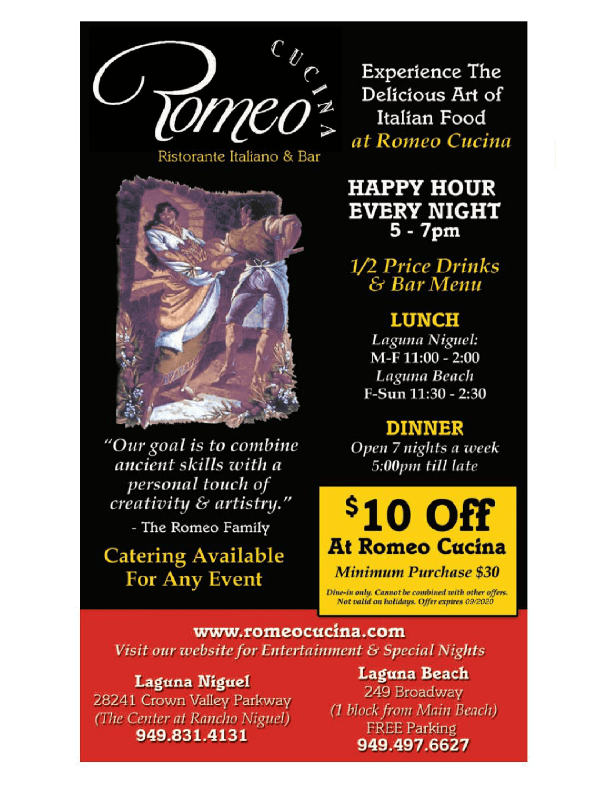 Romeo
CUCINA
Ristorante Italiano & Bar
Experience The
Delicious Art of
Italian Food
at Romeo Cucina
HAPPY HOUR
EVERY NIGHT
5 - 7pm
1/2 Price Drinks
& Bar Menu
LUNCH
Laguna Niguel:
M-F 11:00 - 2:00
Laguna Beach
F-Sun 11:30 - 2:30
DINNER
Open 7 nights a week
5:00pm till late
"Our goal is to combine
ancient skills with a
personal touch of
creativity & artistry."
- The Romeo Family
Catering Available
For Any Event
$10 Off
At Romeo Cucina
Minimum Purchase $30
Dine-in only. Cannot be combined with other offers.
Not valid on holidays. Offer expires 09/2020
www.romeocucina.com
Visit our website for Entertainment & Special Nights
Laguna Niguel
28241 Crown Valley Parkway
(The Center at Rancho Niguel)
949.831.4131
Laguna Beach
249 Broadway
(1 block from Main Beach)
FREE Parking
949.497.6627